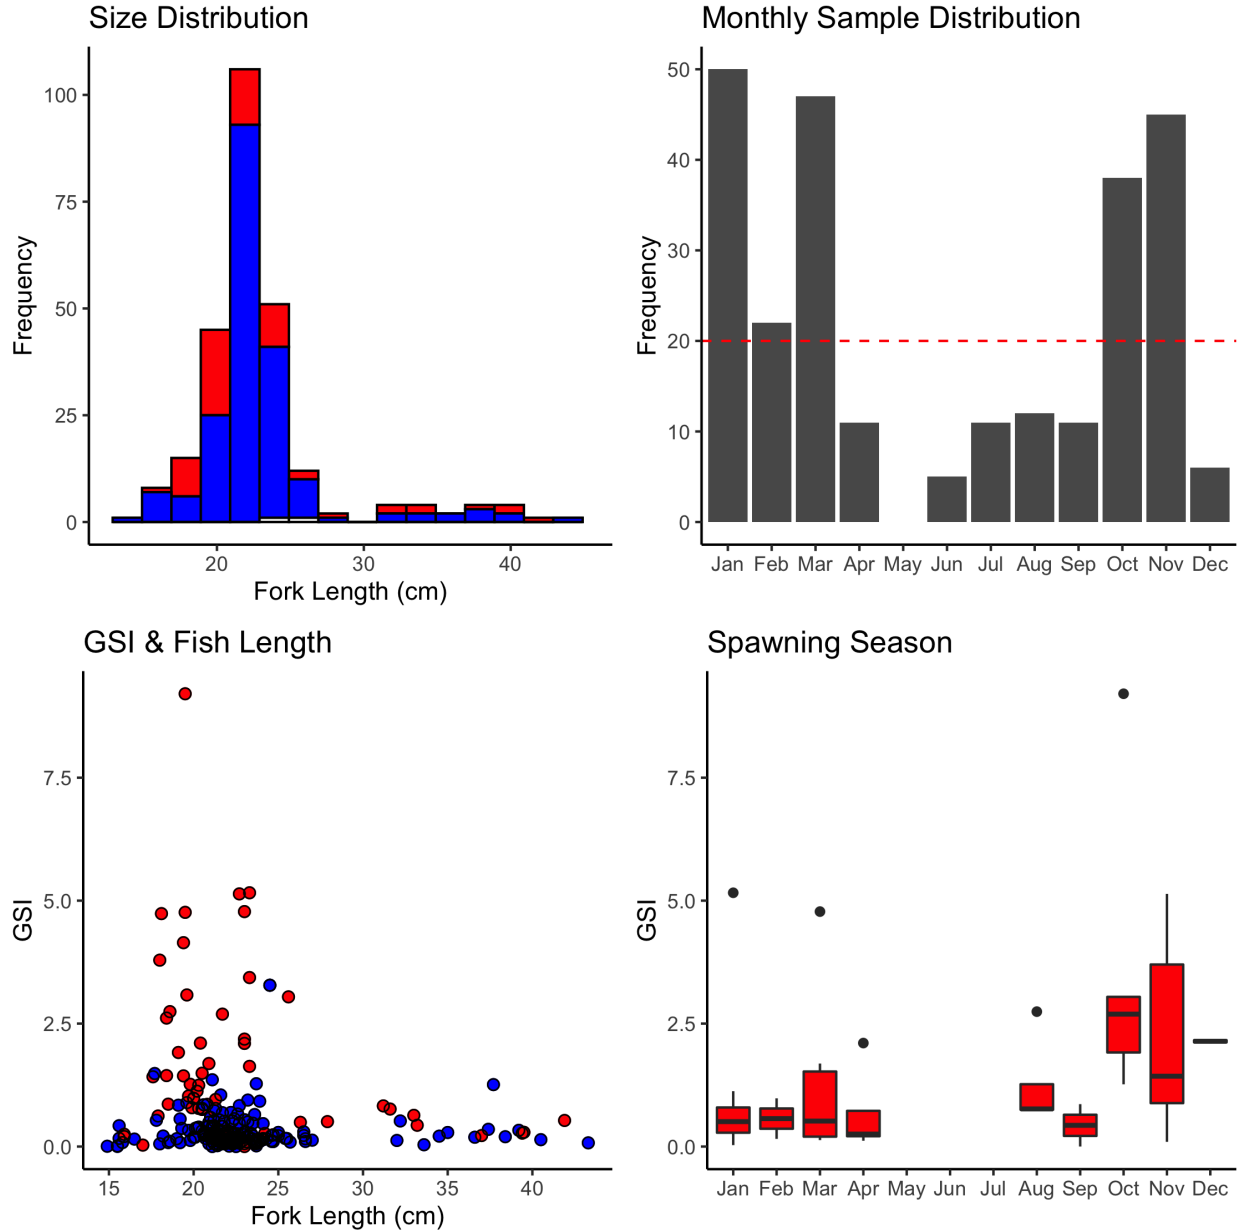 Size Distribution
Frequency
100
75
50
25
0
20 30 40
Fork Length (cm)
Monthly Sample Distribution
Frequency
50
40
30
20
10
0
Jan Feb Mar Apr May Jun Jul Aug Sep Oct Nov Dec
GSI & Fish Length
GSI
7.5
5.0
2.5
0.0
15 20 25 30 35 40
Fork Length (cm)
Spawning Season
GSI
7.5
5.0
2.5
0.0
Jan Feb Mar Apr May Jun Jul Aug Sep Oct Nov Dec